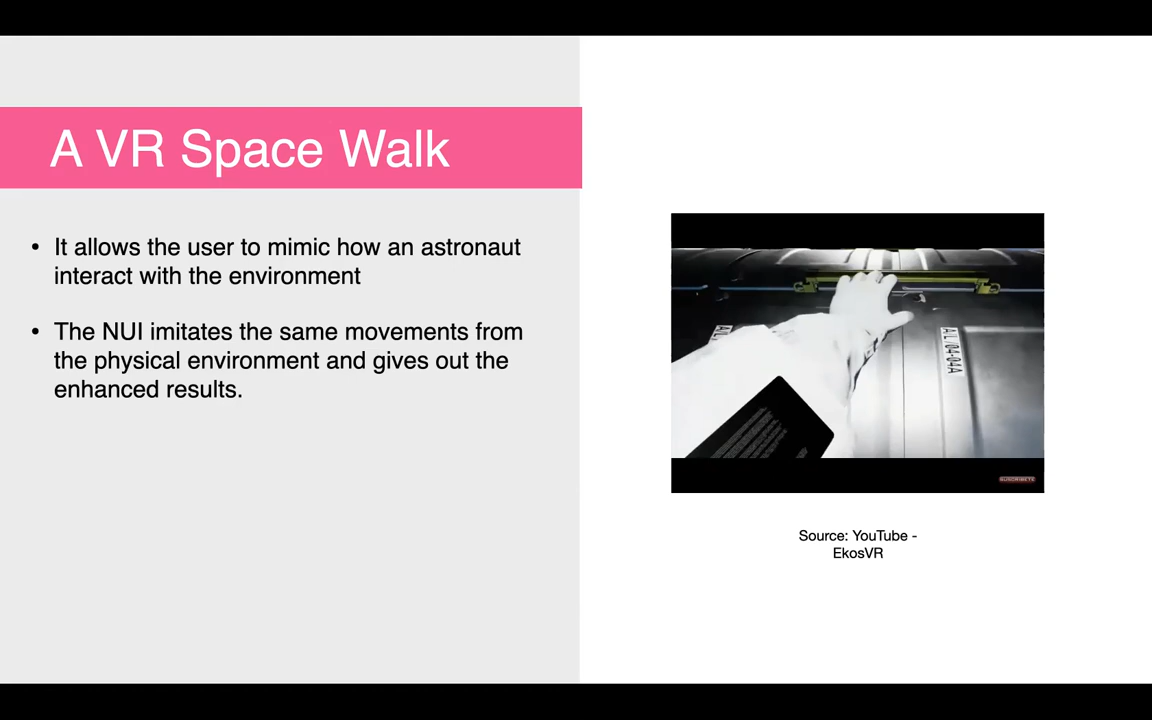 A VR Space Walk
• It allows the user to mimic how an astronaut
interact with the environment
• The NUI imitates the same movements from
the physical environment and gives out the
enhanced results.
A/L/04-04A
SUSCRIBETE
Source: YouTube -
EkosVR